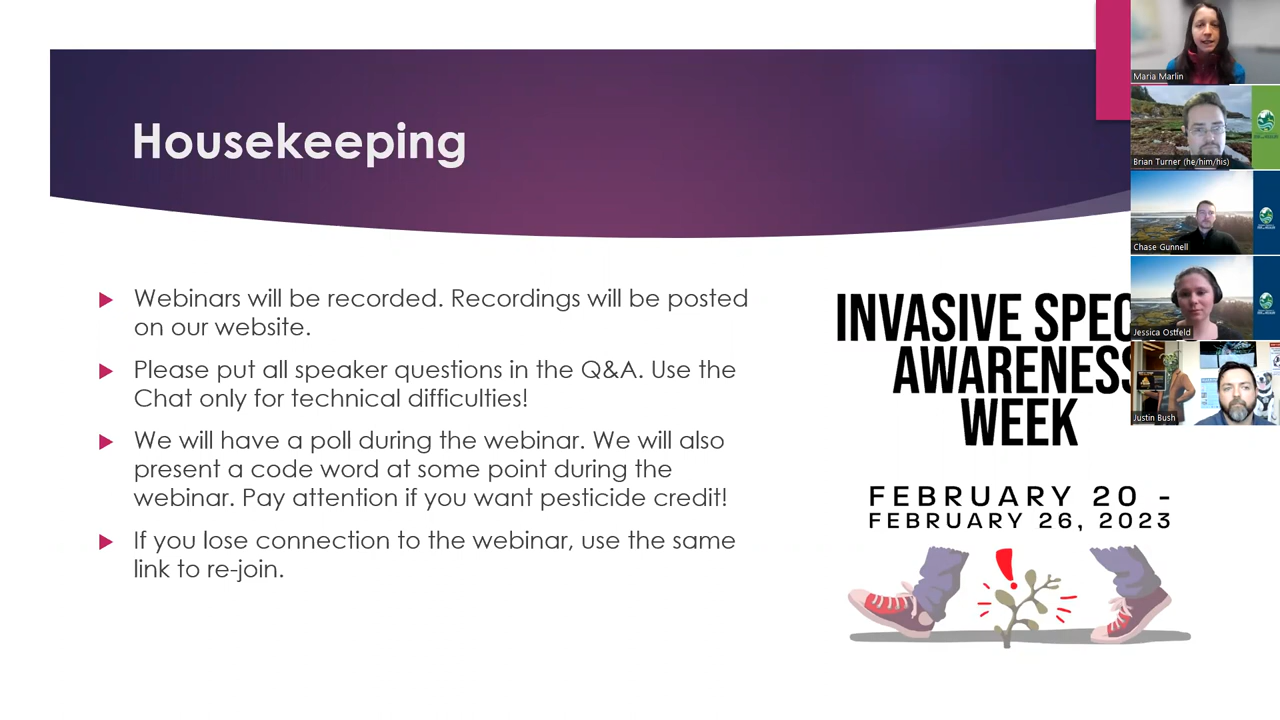 Housekeeping
Webinars will be recorded. Recordings will be posted
on our website.
Please put all speaker questions in the Q&A. Use the
Chat only for technical difficulties!
We will have a poll during the webinar. We will also
present a code word at some point during the
webinar. Pay attention if you want pesticide credit!
If you lose connection to the webinar, use the same
link to re-join.
INVASIVE SPEC
AWARENESS
WEEK
FEBRUARY 20 -
FEBRUARY 26, 2023
Maria Marlin
Brian Turner (he/him/his)
Chase Gunnell
Jessica Ostfeld
Justin Bush